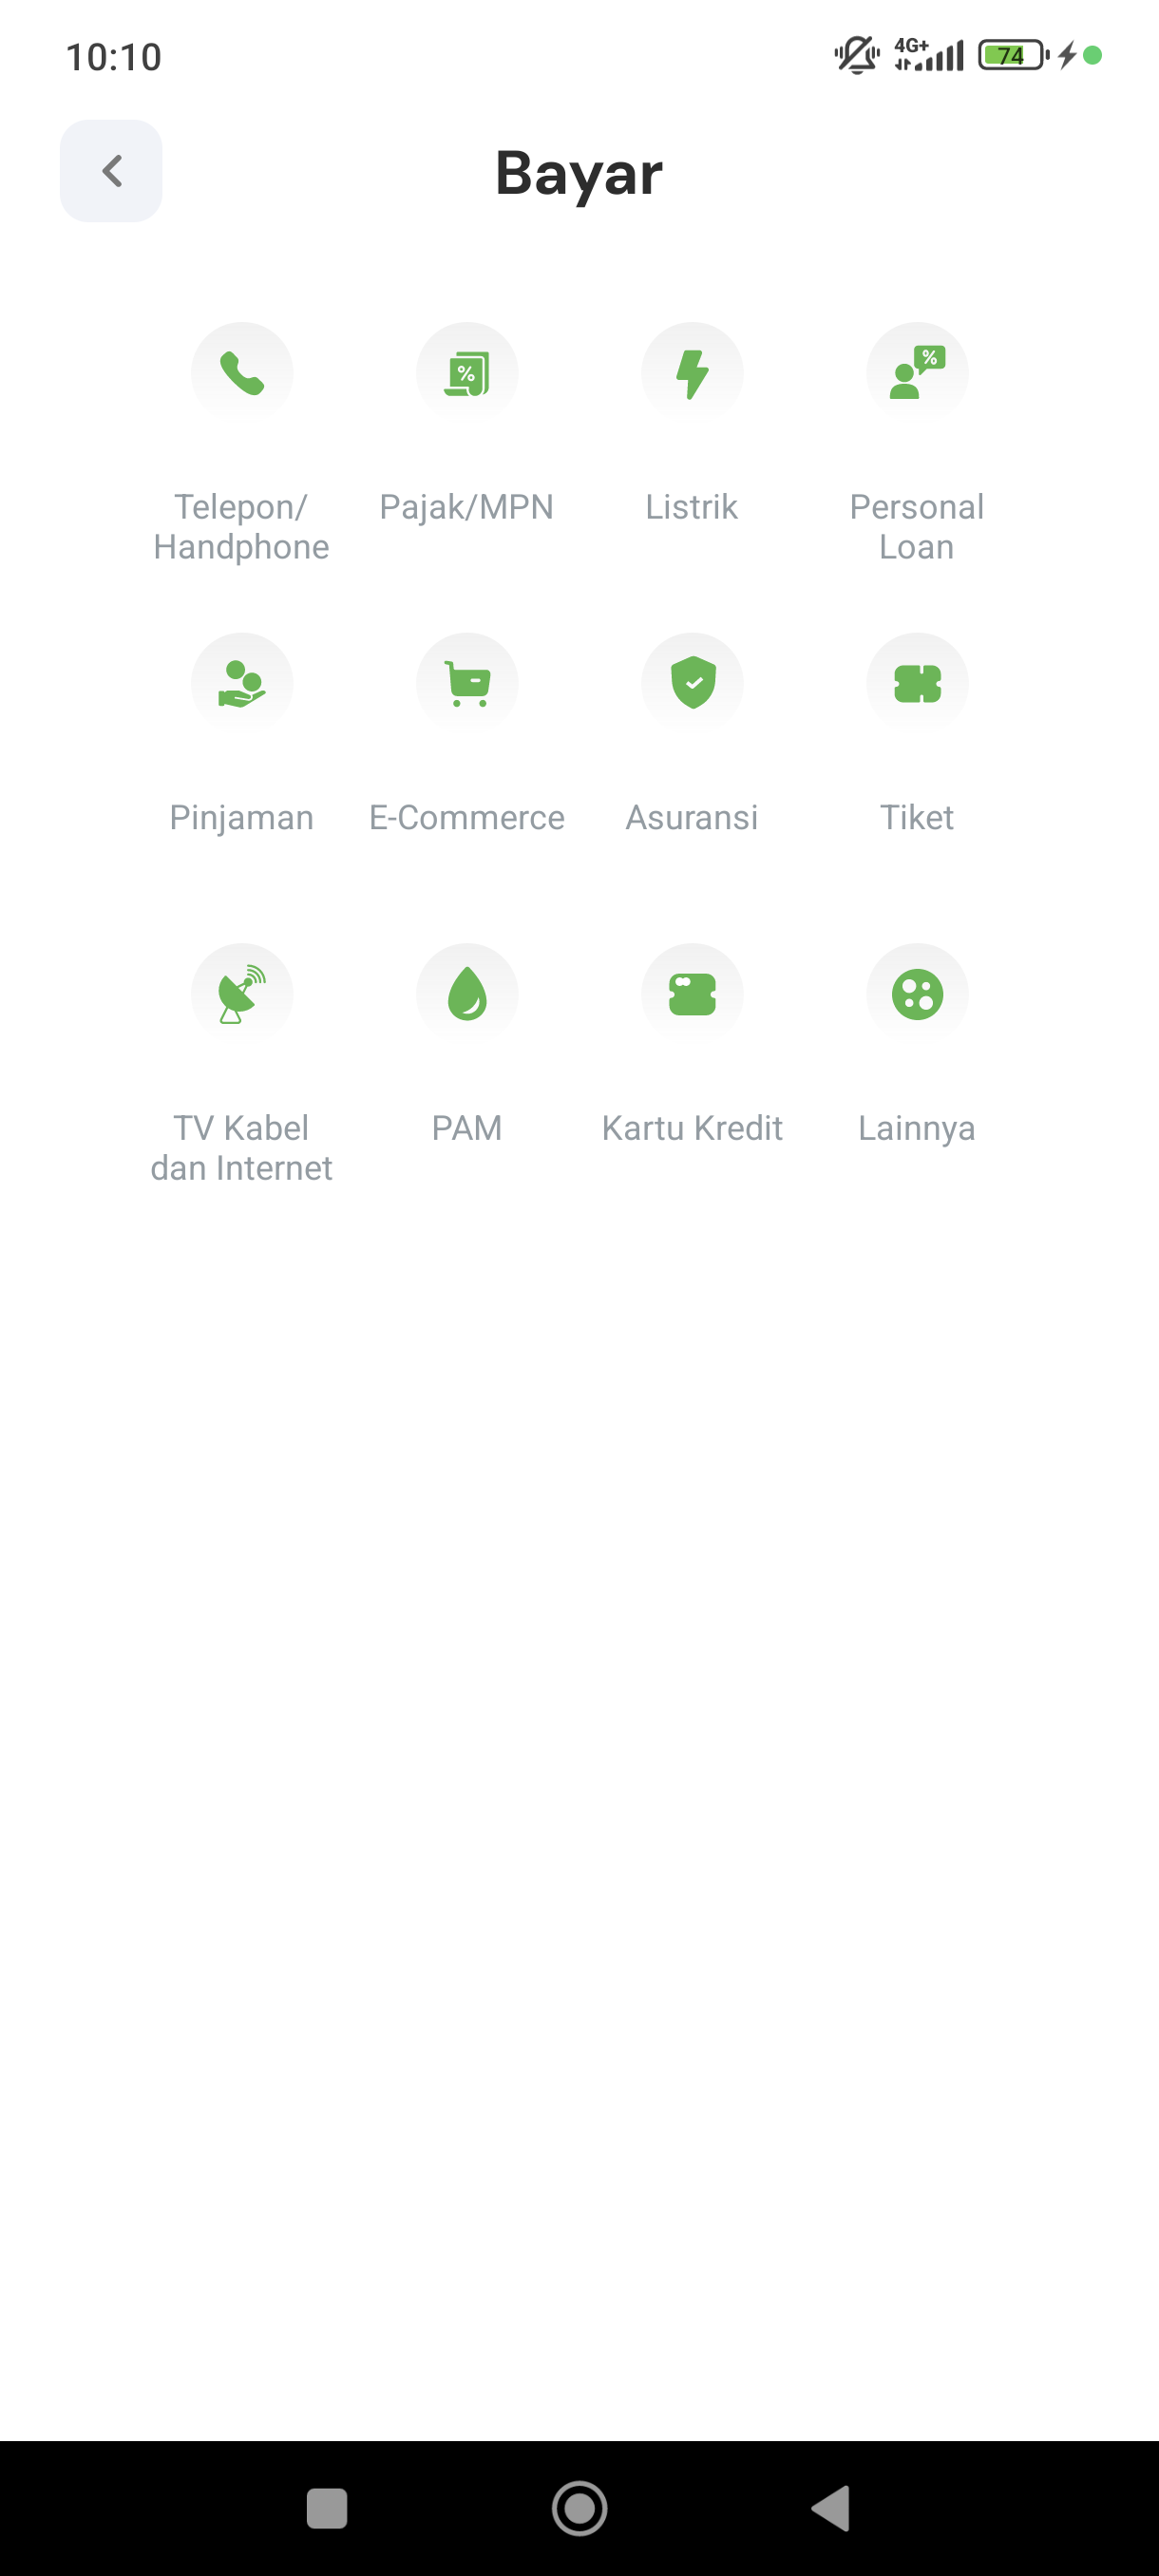 10:10
4G+
74
Bayar
%
%
Telepon/
Handphone
Pajak/MPN
Listrik
Personal
Loan
Pinjaman
E-Commerce
Asuransi
Tiket
TV Kabel
dan Internet
PAM
Kartu Kredit
Lainnya